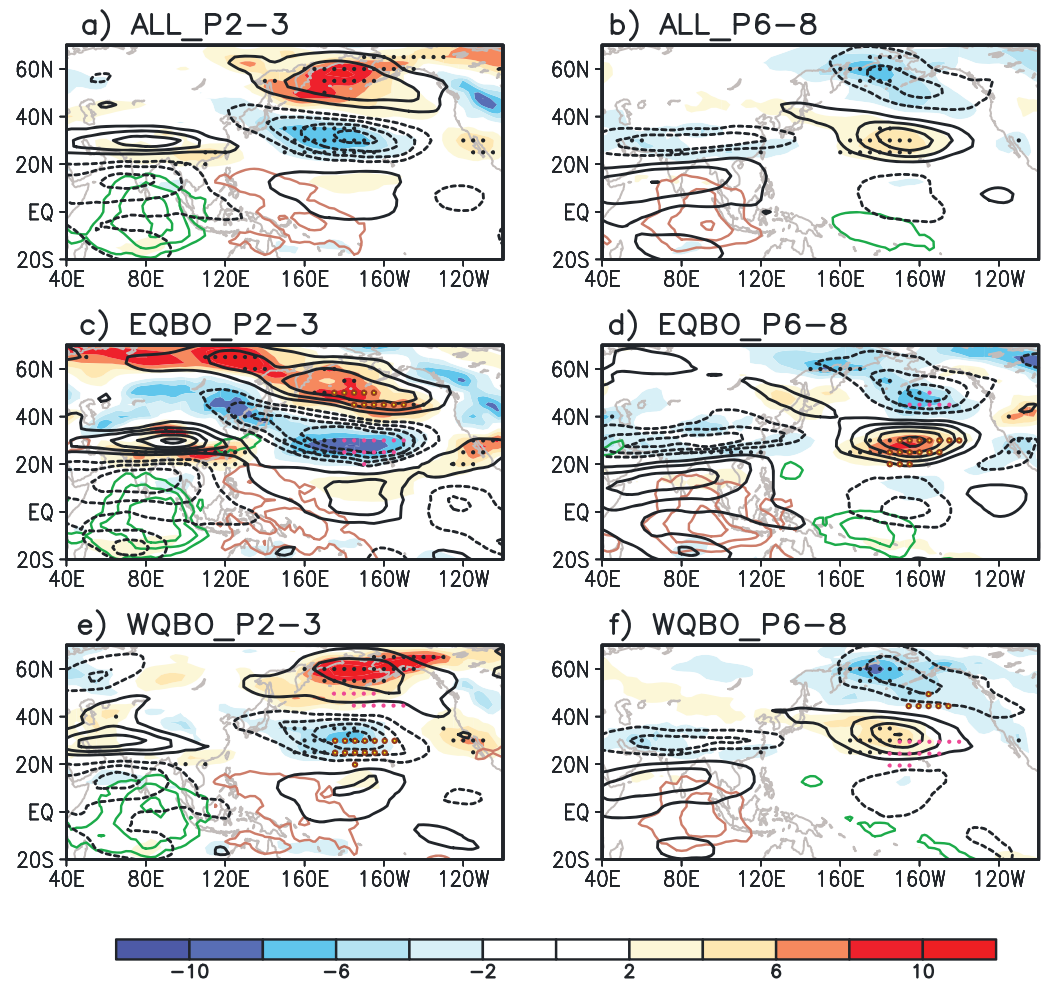 a) ALL_P2-3
b) ALL_P6-8
60N
40N
20N
EQ
20S
40E 80E 120E 160E 160W 120W
60N
40N
20N
EQ
20S
40E 80E 120E 160E 160W 120W
c) EQBO_P2-3
d) EQBO_P6-8
60N
40N
20N
EQ
20S
40E 80E 120E 160E 160W 120W
60N
40N
20N
EQ
20S
40E 80E 120E 160E 160W 120W
e) WQBO_P2-3
f) WQBO_P6-8
60N
40N
20N
EQ
20S
40E 80E 120E 160E 160W 120W
60N
40N
20N
EQ
20S
40E 80E 120E 160E 160W 120W
-10 -6 -2 2 6 10